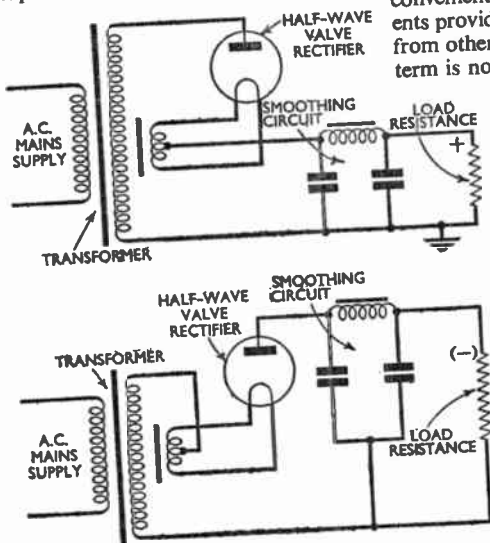 convenient
ents provid
from other
term is no
HALF-WAVE
VALVE
RECTIFIER
SMOOTHING
CIRCUIT
LOAD
RESISTANCE
+
A.C.
MAINS
SUPPLY
TRANSFORMER
HALF-WAVE
VALVE
RECTIFIER
SMOOTHING
CIRCUIT
TRANSFORMER
(-)
A.C.
MAINS
SUPPLY
LOAD
RESISTANCE